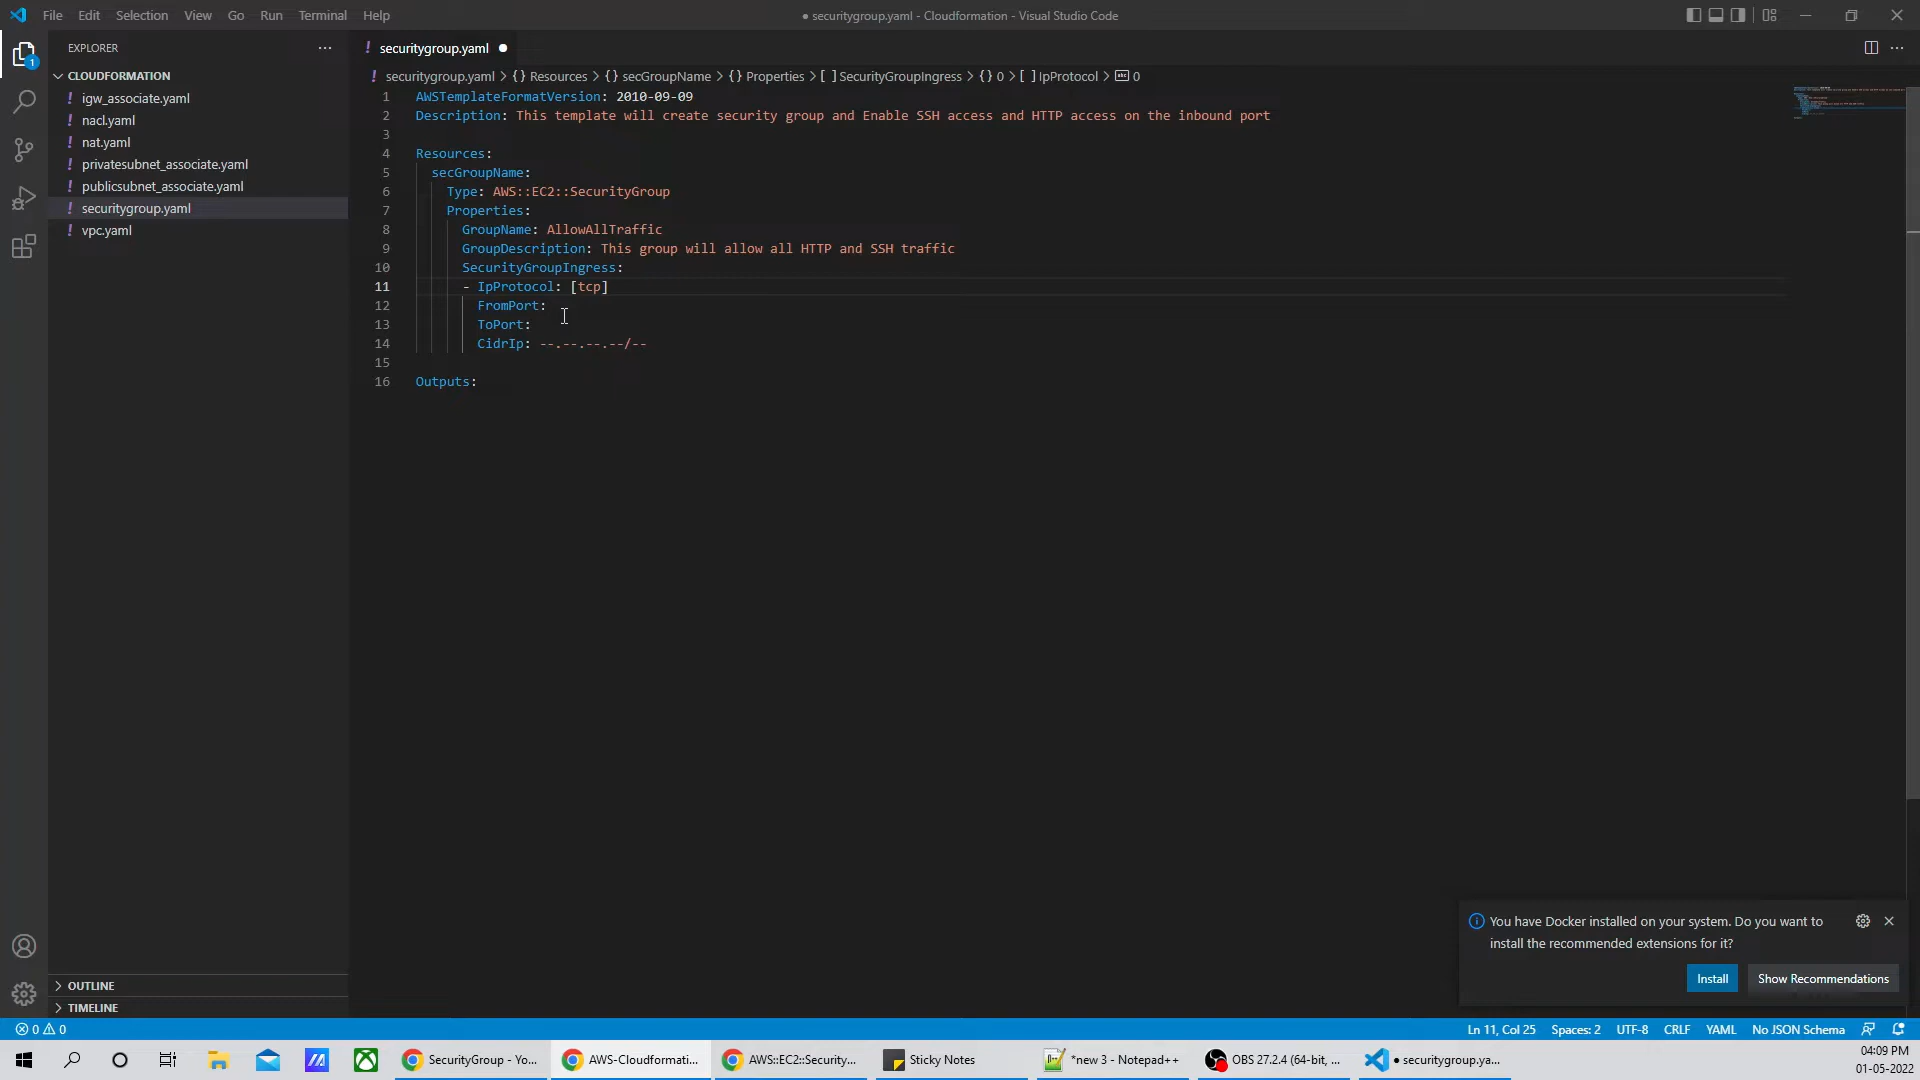 File Edit Selection View Go Run Terminal Help
● securitygroup.yaml - Cloudformation - Visual Studio Code
EXPLORER
CLOUDFORMATION
! igw_associate.yaml
! nacl.yaml
! nat.yaml
! privatesubnet_associate.yaml
! publicsubnet_associate.yaml
! securitygroup.yaml
! vpc.yaml
OUTLINE
TIMELINE
! securitygroup.yaml ●
! securitygroup.yaml > {} Resources > {} secGroupName > {} Properties > [ ] SecurityGroupIngress > {} 0 > [ ] IpProtocol > abc 0
1 AWSTemplateFormatVersion: 2010-09-09
2 Description: This template will create security group and Enable SSH access and HTTP access on the inbound port
3
4 Resources:
5 secGroupName:
6 Type: AWS::EC2::SecurityGroup
7 Properties:
8 GroupName: AllowAllTraffic
9 GroupDescription: This group will allow all HTTP and SSH traffic
10 SecurityGroupIngress:
11 - IpProtocol: [tcp]
12 FromPort:
13 ToPort:
14 CidrIp: --.--.--.--/--
15
16 Outputs:
You have Docker installed on your system. Do you want to
install the recommended extensions for it?
Install Show Recommendations
0 0 Ln 11, Col 25 Spaces: 2 UTF-8 CRLF YAML No JSON Schema
SecurityGroup - Yo... AWS-Cloudformati... AWS::EC2::Security... Sticky Notes *new 3 - Notepad++ OBS 27.2.4 (64-bit, ... ● securitygroup.ya...
04:09 PM
01-05-2022